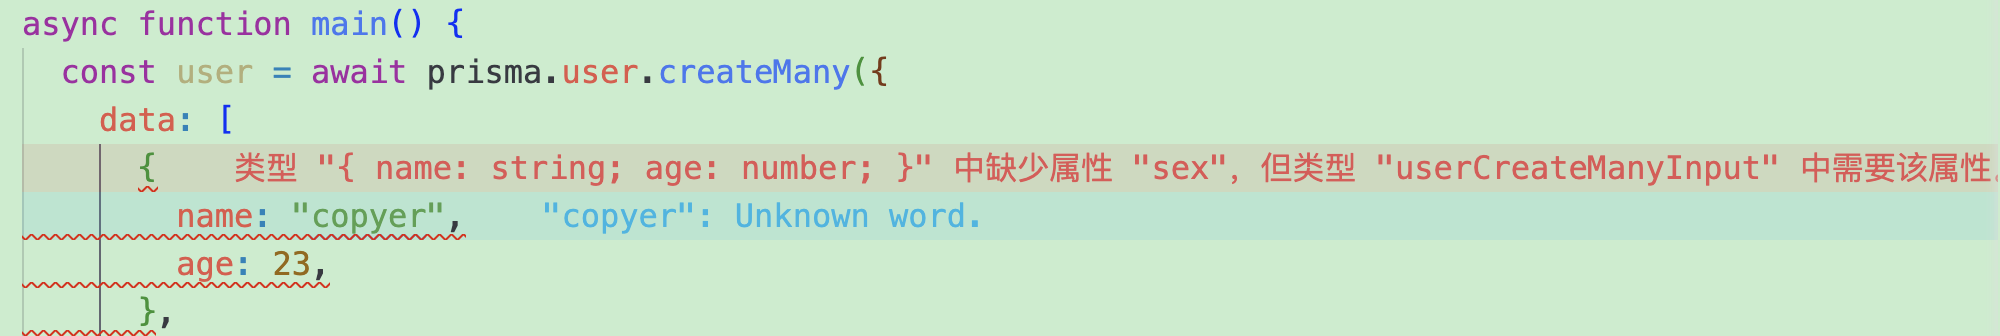 async function main() {
const user = await prisma.user.createMany({
data: [
{ 类型 "{ name: string; age: number; }" 中缺少属性 "sex"，但类型 "userCreateManyInput" 中需要该属性。
name: "copyer", "copyer": Unknown word.
age: 23,
},